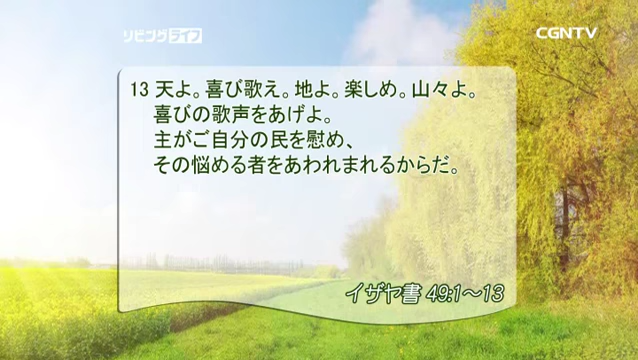 リビングライフ
CGNTV
13 天よ。喜び歌え。地よ。楽しめ。山々よ。
喜びの歌声をあげよ。
主がご自分の民を慰め、
その悩める者をあわれまれるからだ。
イザヤ書 49:1～13